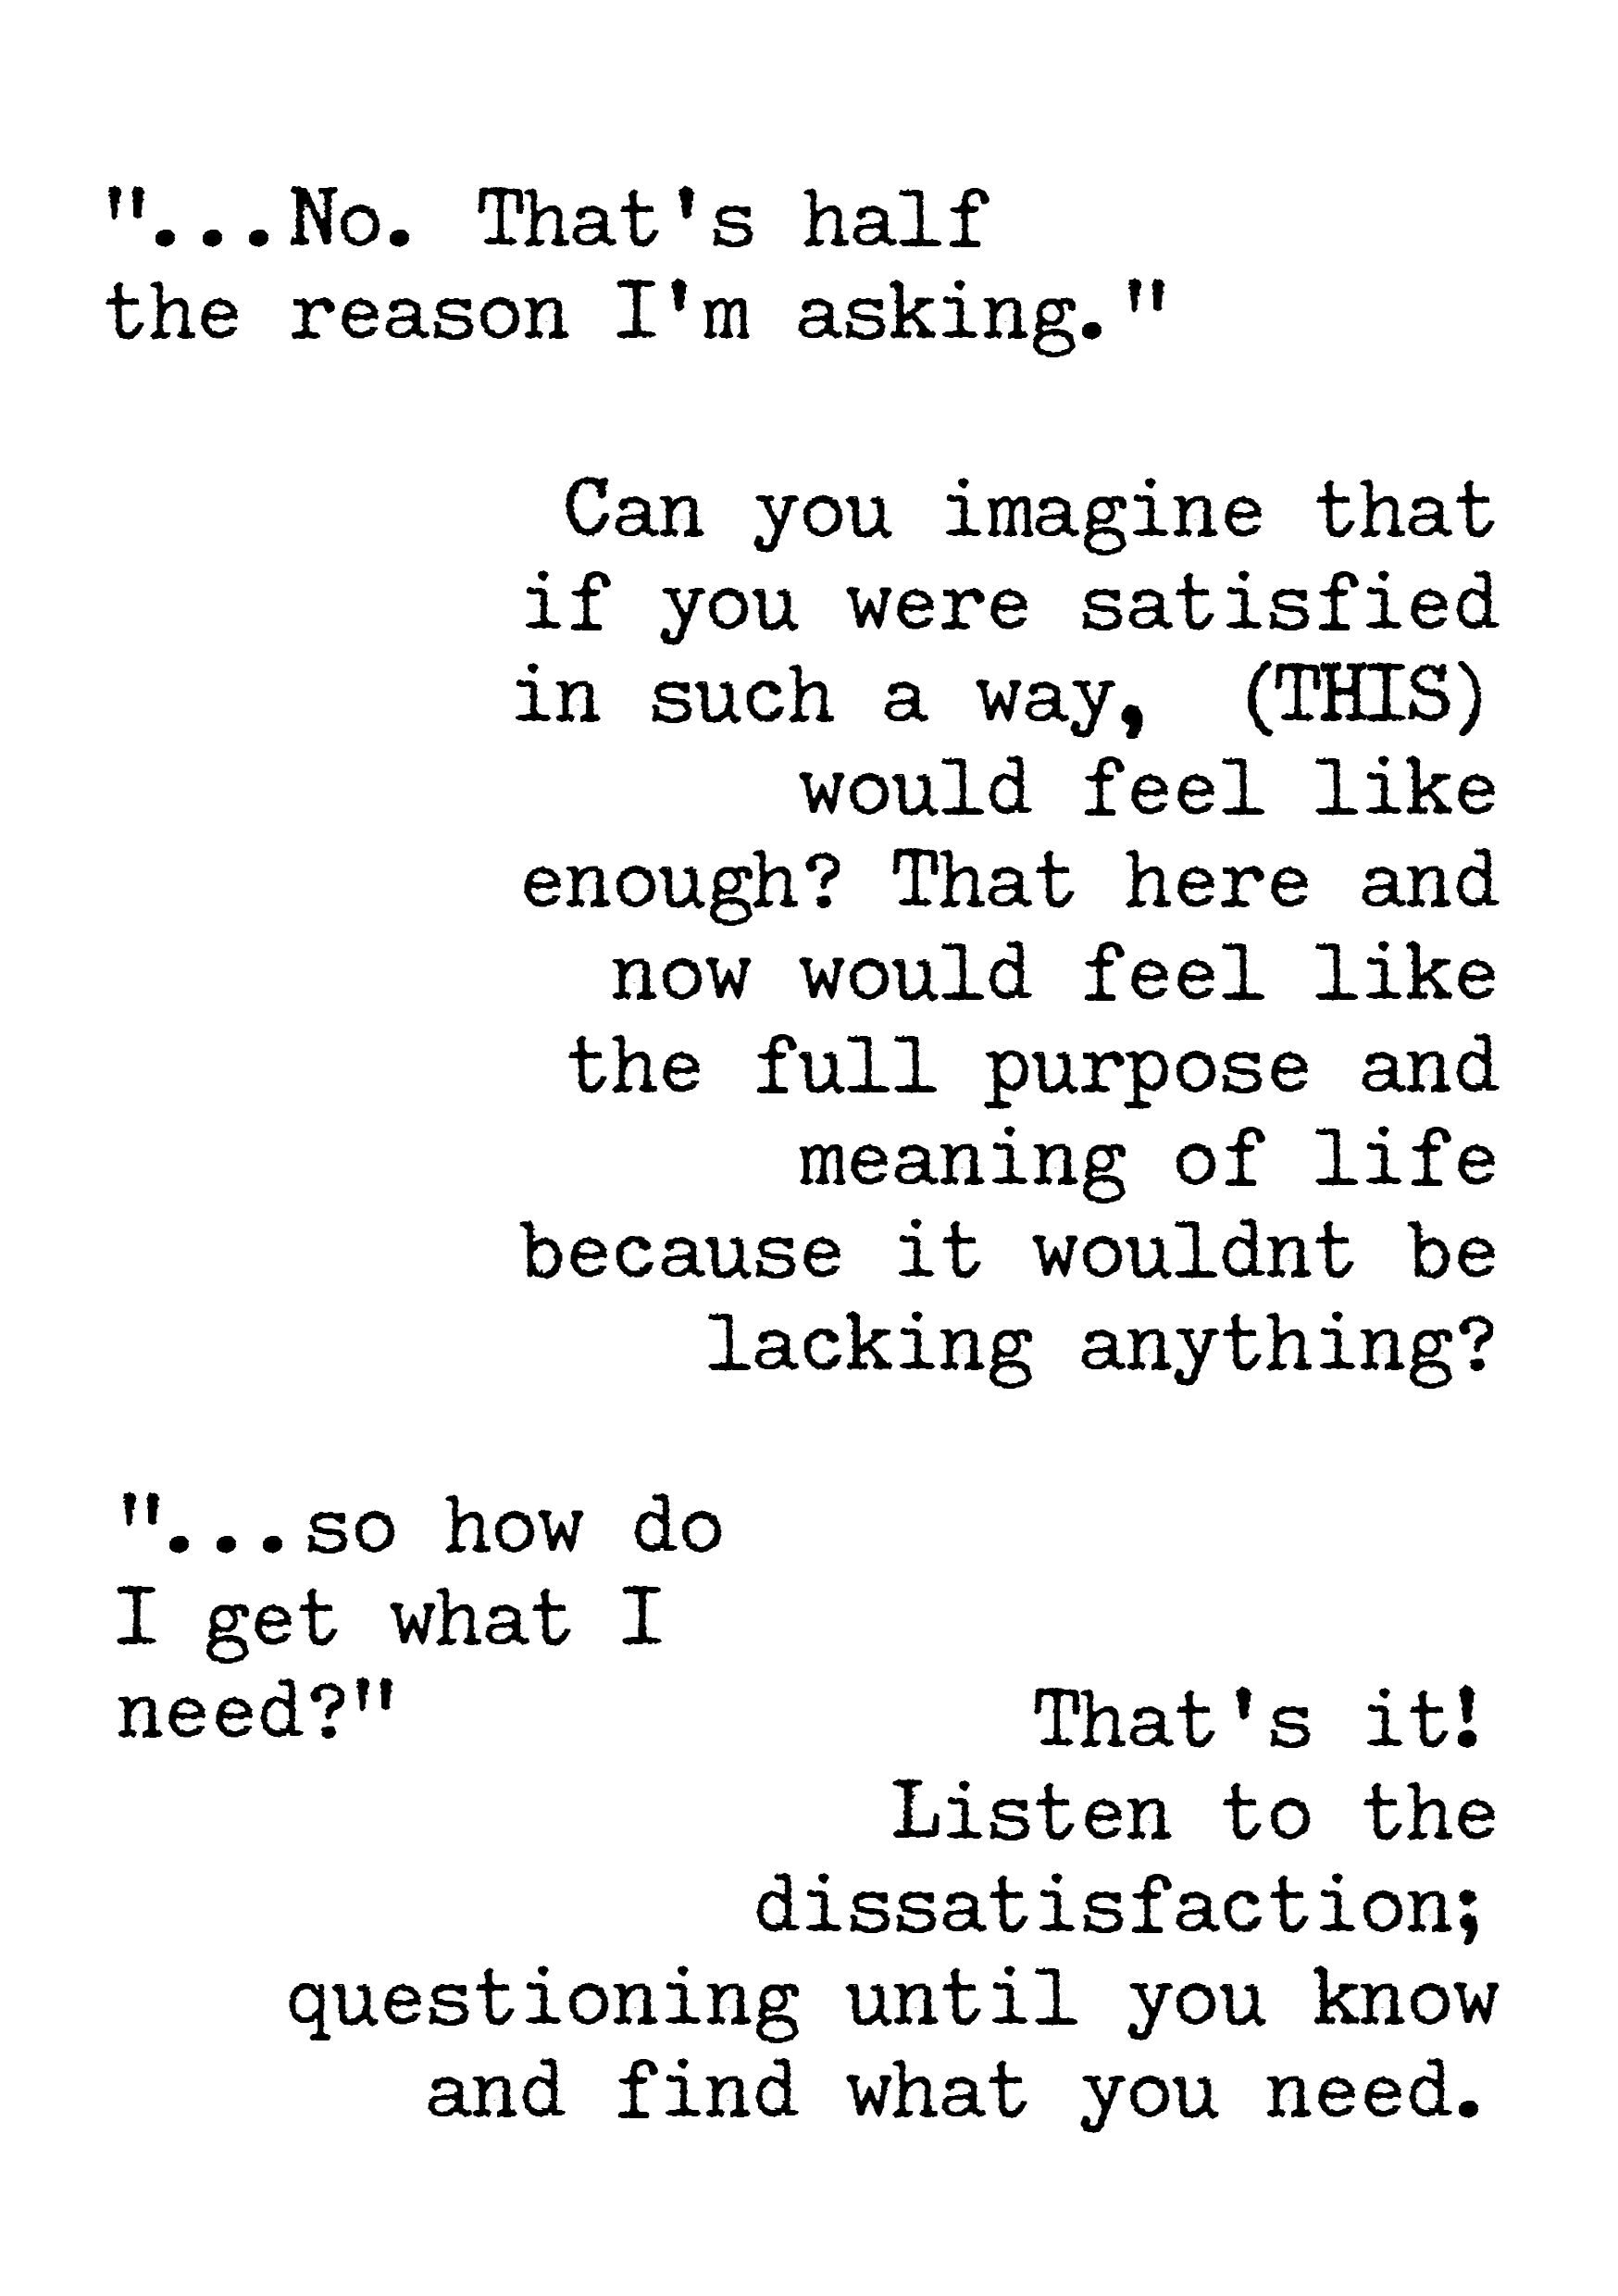 "...No. That's half
the reason I'm asking."
Can you imagine that
if you were satisfied
in such a way, (THIS)
would feel like
enough? That here and
now would feel like
the full purpose and
meaning of life
because it wouldnt be
lacking anything?
"...so how do
I get what I
need?"
That's it!
Listen to the
dissatisfaction;
questioning until you know
and find what you need.